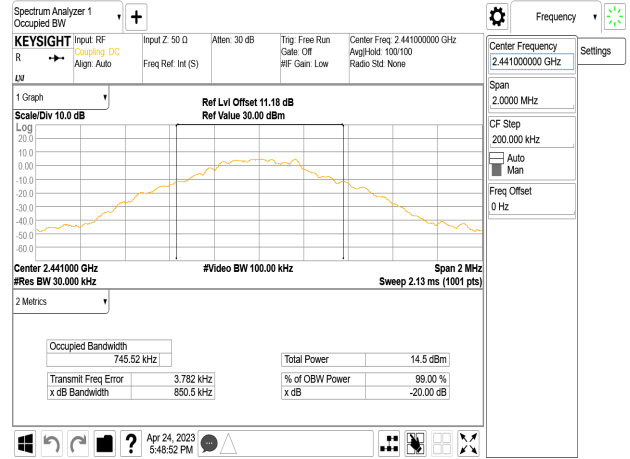 Spectrum Analyzer 1
Occupied BW
Frequency
KEYSIGHT
R
Input: RF
Coupling: DC
Align: Auto
Input Z: 50 Ω
Freq Ref: Int (S)
Atten: 30 dB
Trig: Free Run
Gate: Off
#IF Gain: Low
Center Freq: 2.441000000 GHz
Avg|Hold: 100/100
Radio Std: None
Center Frequency
2.441000000 GHz
Settings
Span
2.0000 MHz
CF Step
200.000 kHz
Auto
Man
Freq Offset
0 Hz
1 Graph
Scale/Div 10.0 dB
Ref Lvl Offset 11.18 dB
Ref Value 30.00 dBm
Log
20.0
10.0
0.00
-10.0
-20.0
-30.0
-40.0
-50.0
-60.0
Center 2.441000 GHz
#Video BW 100.00 kHz
Span 2 MHz
#Res BW 30.000 kHz
Sweep 2.13 ms (1001 pts)
2 Metrics
Occupied Bandwidth
745.52 kHz
Total Power 14.5 dBm
Transmit Freq Error 3.782 kHz
% of OBW Power 99.00 %
x dB Bandwidth 850.5 kHz
x dB -20.00 dB
Apr 24, 2023
5:48:52 PM